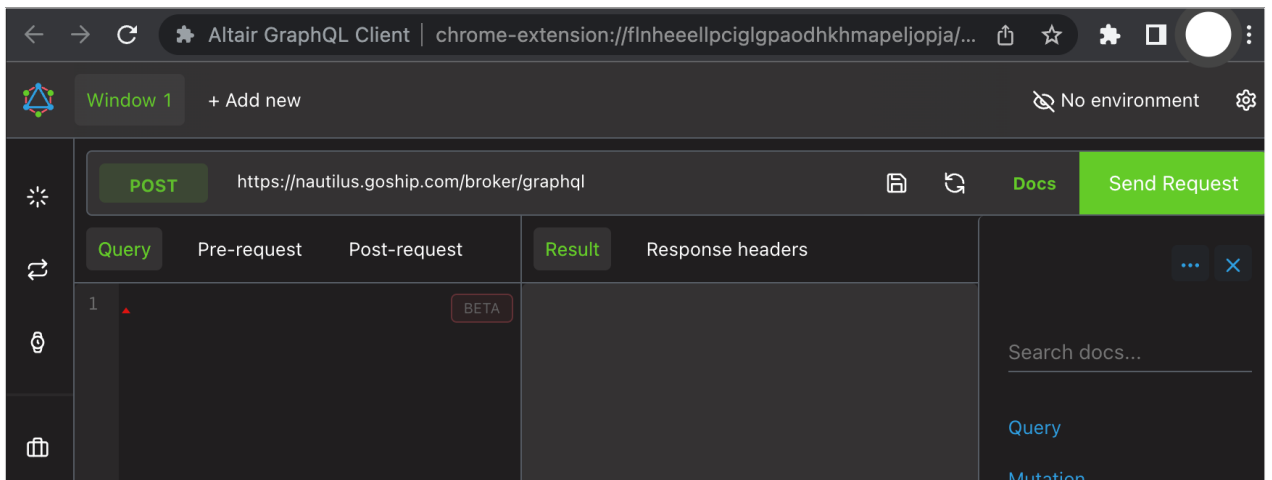 Altair GraphQL Client | chrome-extension://flnheeellpciglgpaodhkhmapeljopja/...
Window 1 + Add new No environment
POST https://nautilus.goship.com/broker/graphql Docs Send Request
Query Pre-request Post-request Result Response headers
1 BETA
Search docs...
Query
Mutation